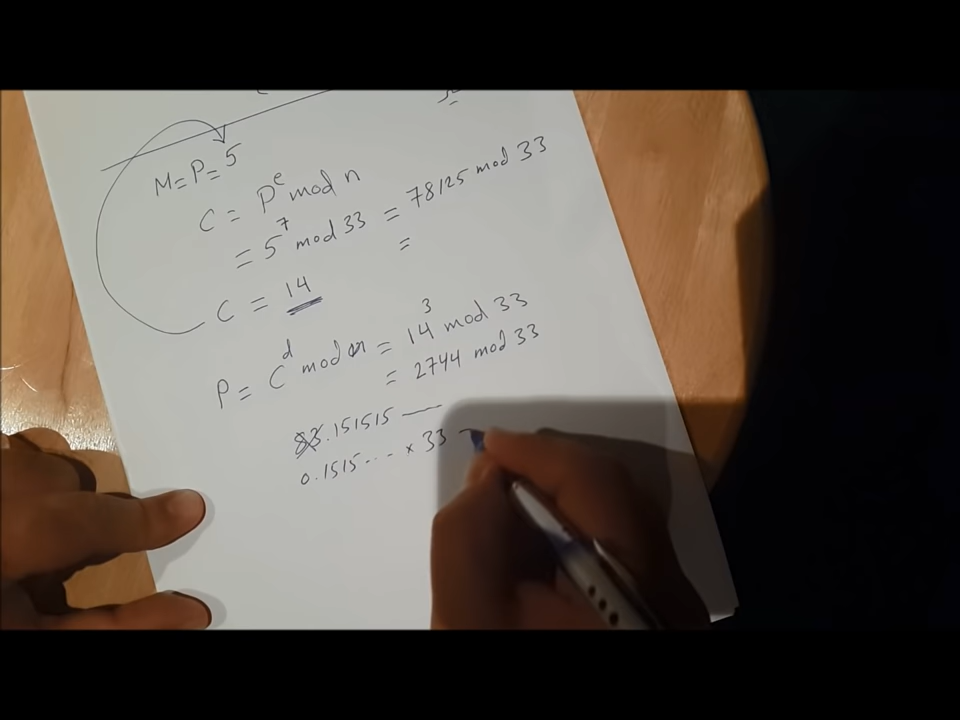 M=P=5
C = P^e mod n
= 5^7 mod 33 = 78125 mod 33
=
C = 14
P = C^d mod n = 14^3 mod 33
= 2744 mod 33
83.151515
0.1515... × 33